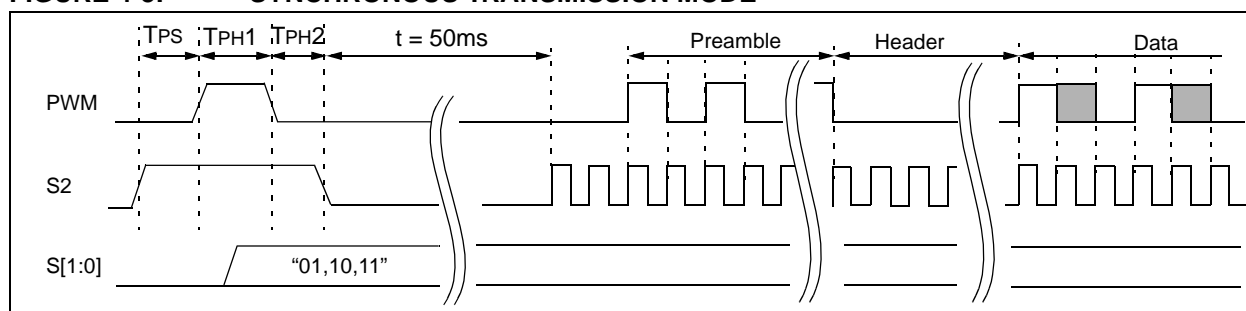 FIGURE 4-3: SYNCHRONOUS TRANSMISSION MODE
TPS TPH1 TPH2 t = 50ms Preamble Header Data
PWM
S2
S[1:0] "01,10,11"